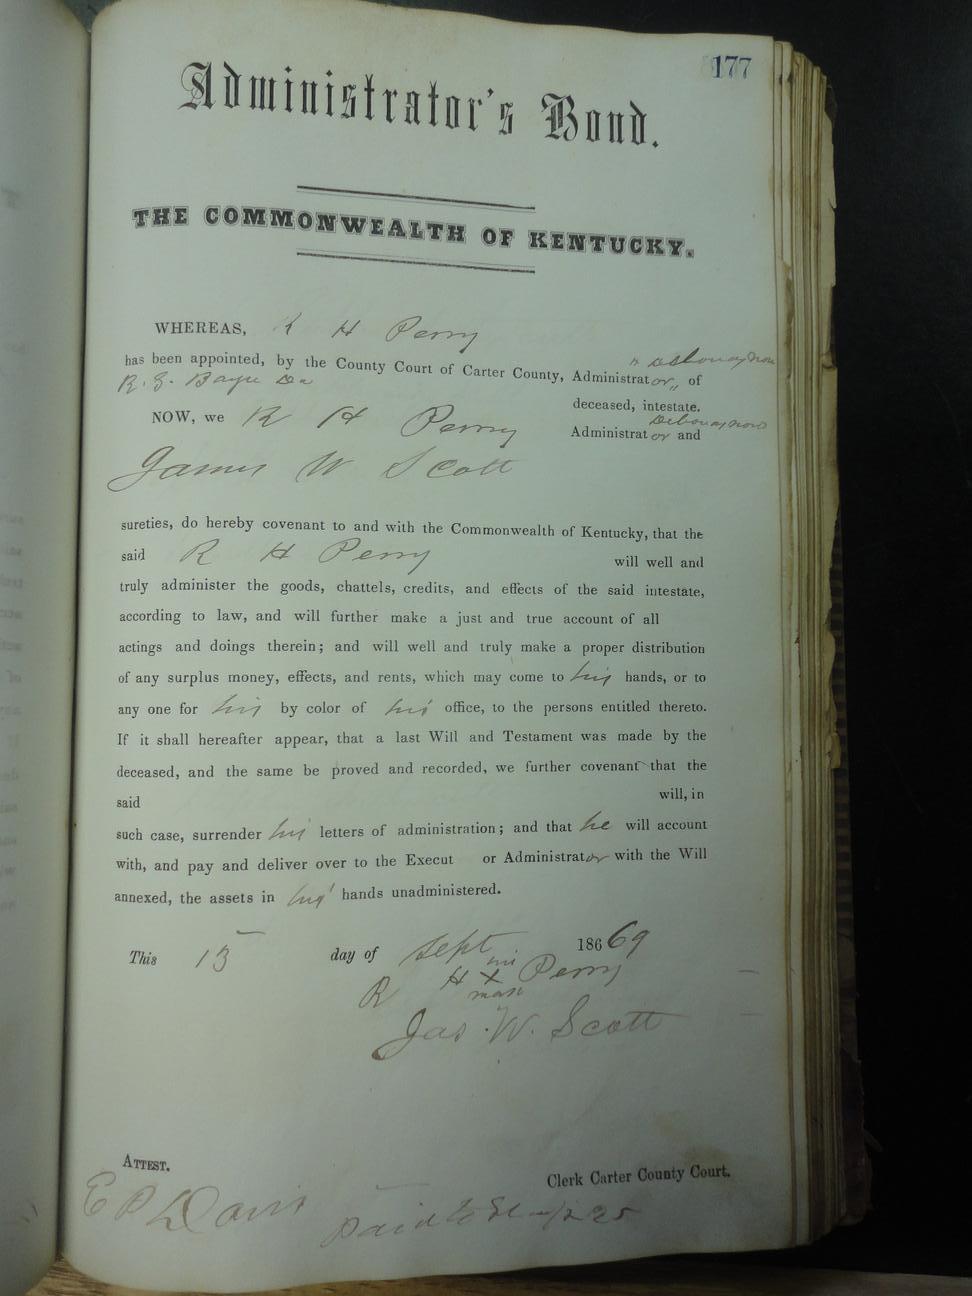 177
Administrator's Bond.
THE COMMONWEALTH OF KENTUCKY.
WHEREAS, R H Perry
has been appointed, by the County Court of Carter County, Administrator, of
R. G.
deceased, intestate.
NOW, we R H Perry Administrator and
James W Scott
sureties, do hereby covenant to and with the Commonwealth of Kentucky, that the
said R H Perry will well and
truly administer the goods, chattels, credits, and effects of the said intestate,
according to law, and will further make a just and true account of all
actings and doings therein; and will well and truly make a proper distribution
of any surplus money, effects, and rents, which may come to his hands, or to
any one for his by color of his office, to the persons entitled thereto.
If it shall hereafter appear, that a last Will and Testament was made by the
deceased, and the same be proved and recorded, we further covenant that the
said will, in
such case, surrender his letters of administration; and that he will account
with, and pay and deliver over to the Execut or Administrator with the Will
annexed, the assets in his hands unadministered.
This 13 day of Sept 18669
his
R H X Perry
mark
Jas. W. Scott
ATTEST.
Clerk Carter County Court.
E P Davis
paid